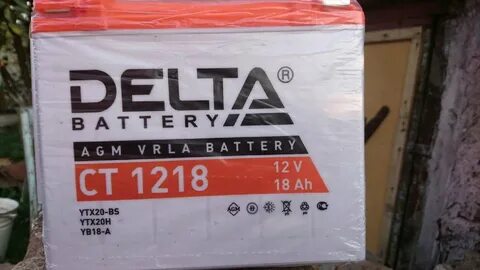 DELTA®
BATTERY
AGM VRLA BATTERY
CT 1218
12 V
18 Ah
YTX20-BS
YTX20H
YB18-A